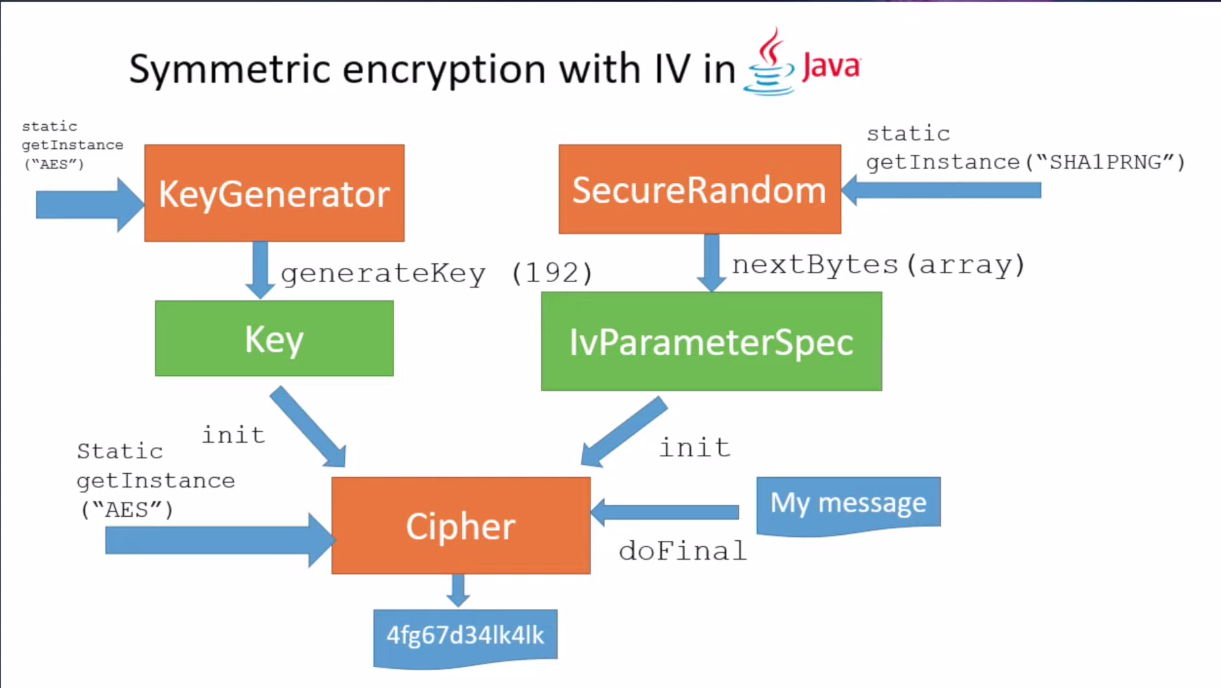 Symmetric encryption with IV in Java
static
getInstance
(“AES”)
KeyGenerator
SecureRandom
static
getInstance(“SHA1PRNG”)
generateKey (192)
nextBytes(array)
Key
IvParameterSpec
init
init
Static
getInstance
(“AES”)
Cipher
My message
doFinal
4fg67d34lk4lk